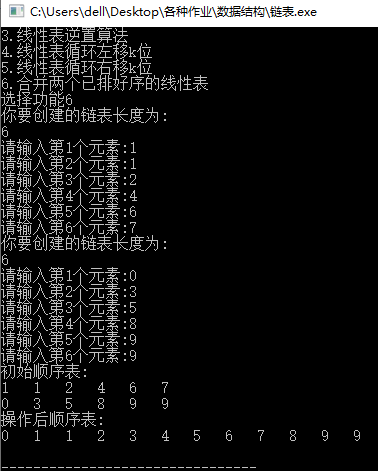 C:\Users\dell\Desktop\各种作业\数据结构\链表.exe
3.线性表逆置算法
4.线性表循环左移k位
5.线性表循环右移k位
6.合并两个已排好序的线性表
选择功能6
你要创建的链表长度为:
6
请输入第1个元素:1
请输入第2个元素:1
请输入第3个元素:2
请输入第4个元素:4
请输入第5个元素:6
请输入第6个元素:7
你要创建的链表长度为:
6
请输入第1个元素:0
请输入第2个元素:3
请输入第3个元素:5
请输入第4个元素:8
请输入第5个元素:9
请输入第6个元素:9
初始顺序表:
1 1 2 4 6 7
0 3 5 8 9 9
操作后顺序表:
0 1 1 2 3 4 5 6 7 8 9 9
--------------------------------